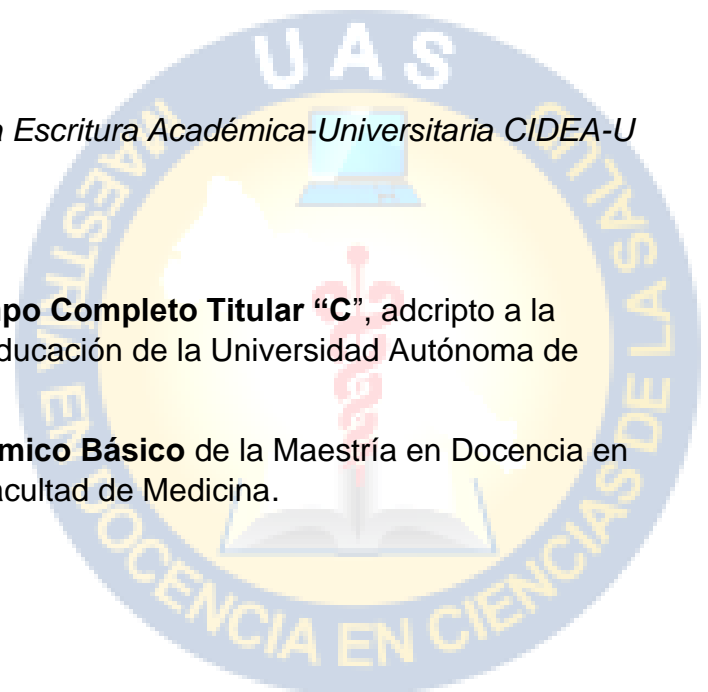 UAS
a Escritura Académica-Universitaria CIDEA-U
po Completo Titular “C”, adcripto a la
ducación de la Universidad Autónoma de
mico Básico de la Maestría en Docencia en
acultad de Medicina.
MAESTRÍA EN DOCENCIA EN CIENCIAS DE LA SALUD